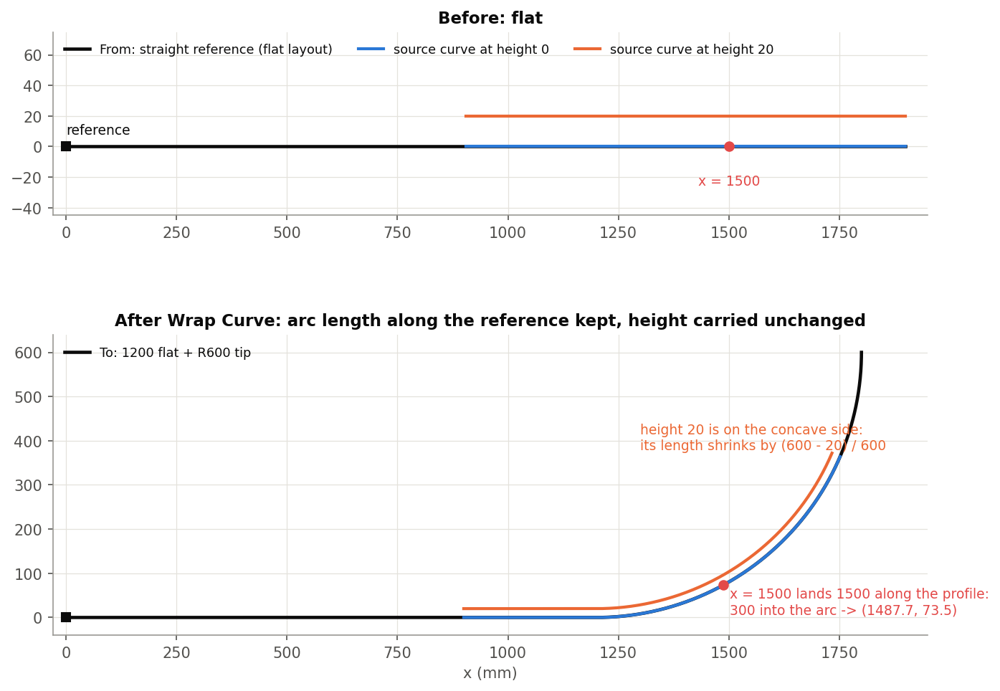 Before: flat
From: straight reference (flat layout)
source curve at height 0
source curve at height 20
60
40
20
0
−20
−40
reference
x = 1500
0
250
500
750
1000
1250
1500
1750
After Wrap Curve: arc length along the reference kept, height carried unchanged
To: 1200 flat + R600 tip
600
500
400
300
200
100
0
height 20 is on the concave side:
its length shrinks by (600 - 20) / 600
x = 1500 lands 1500 along the profile:
300 into the arc -> (1487.7, 73.5)
0
250
500
750
1000
1250
1500
1750
x (mm)